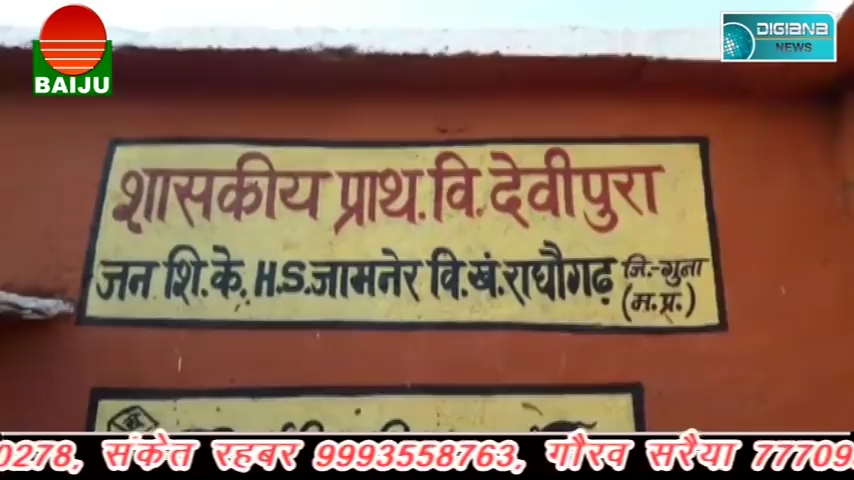 BAIJU
DIGIANA
NEWS
शासकीय प्राथ. वि. देवीपुरा
जन शि. के. H.S. जामनेर वि. खं. राघौगढ़ जि.-गुना
(म. प्र.)
0278, संकेत रहबर 9993558763, गौरव सरैया 77709